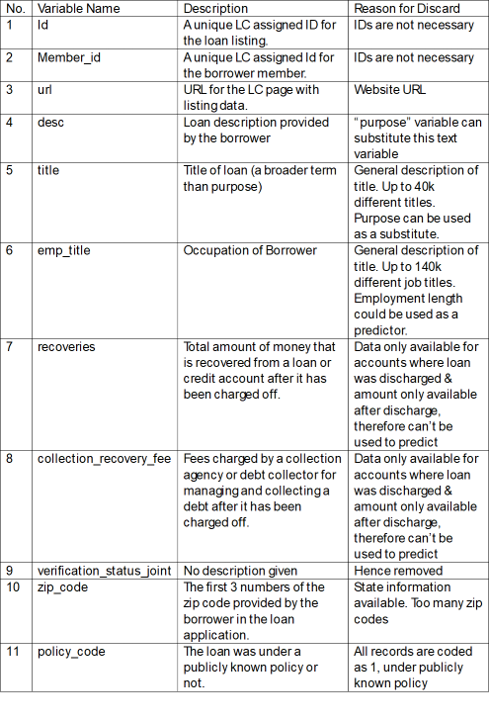 No. Variable Name Description Reason for Discard
1 Id A unique LC assigned ID for IDs are not necessary
the loan listing.
2 Member_id A unique LC assigned Id for IDs are not necessary
the borrower member.
3 url URL for the LC page with Website URL
listing data.
4 desc Loan description provided “purpose” variable can
by the borrower substitute this text
variable
5 title Title of loan (a broader term General description of
than purpose) title. Up to 40k
different titles.
Purpose can be used
as a substitute.
6 emp_title Occupation of Borrower General description of
title. Up to 140k
different job titles.
Employment length
could be used as a
predictor.
7 recoveries Total amount of money that Data only available for
is recovered from a loan or accounts where loan
credit account after it has was discharged &
been charged off. amount only available
after discharge,
therefore can’t be
used to predict
8 collection_recovery_fee Fees charged by a collection Data only available for
agency or debt collector for accounts where loan
managing and collecting a was discharged &
debt after it has been amount only available
charged off. after discharge,
therefore can’t be
used to predict
9 verification_status_joint No description given Hence removed
10 zip_code The first 3 numbers of the State information
zip code provided by the available. Too many zip
borrower in the loan codes
application.
11 policy_code The loan was under a All records are coded
publicly known policy or as 1, under publicly
not. known policy